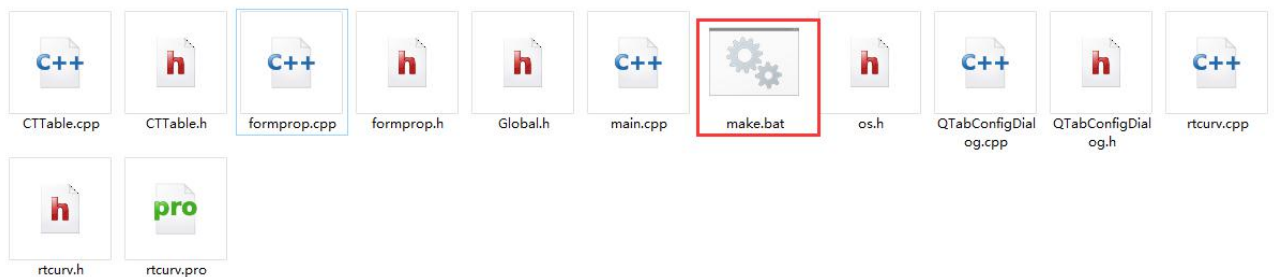 C++
h
C++
h
h
C++
h
C++
h
C++
CTTable.cpp
CTTable.h
formprop.cpp
formprop.h
Global.h
main.cpp
make.bat
os.h
QTabConfigDial
og.cpp
QTabConfigDial
og.h
rtcurv.cpp
h
pro
rtcurv.h
rtcurv.pro